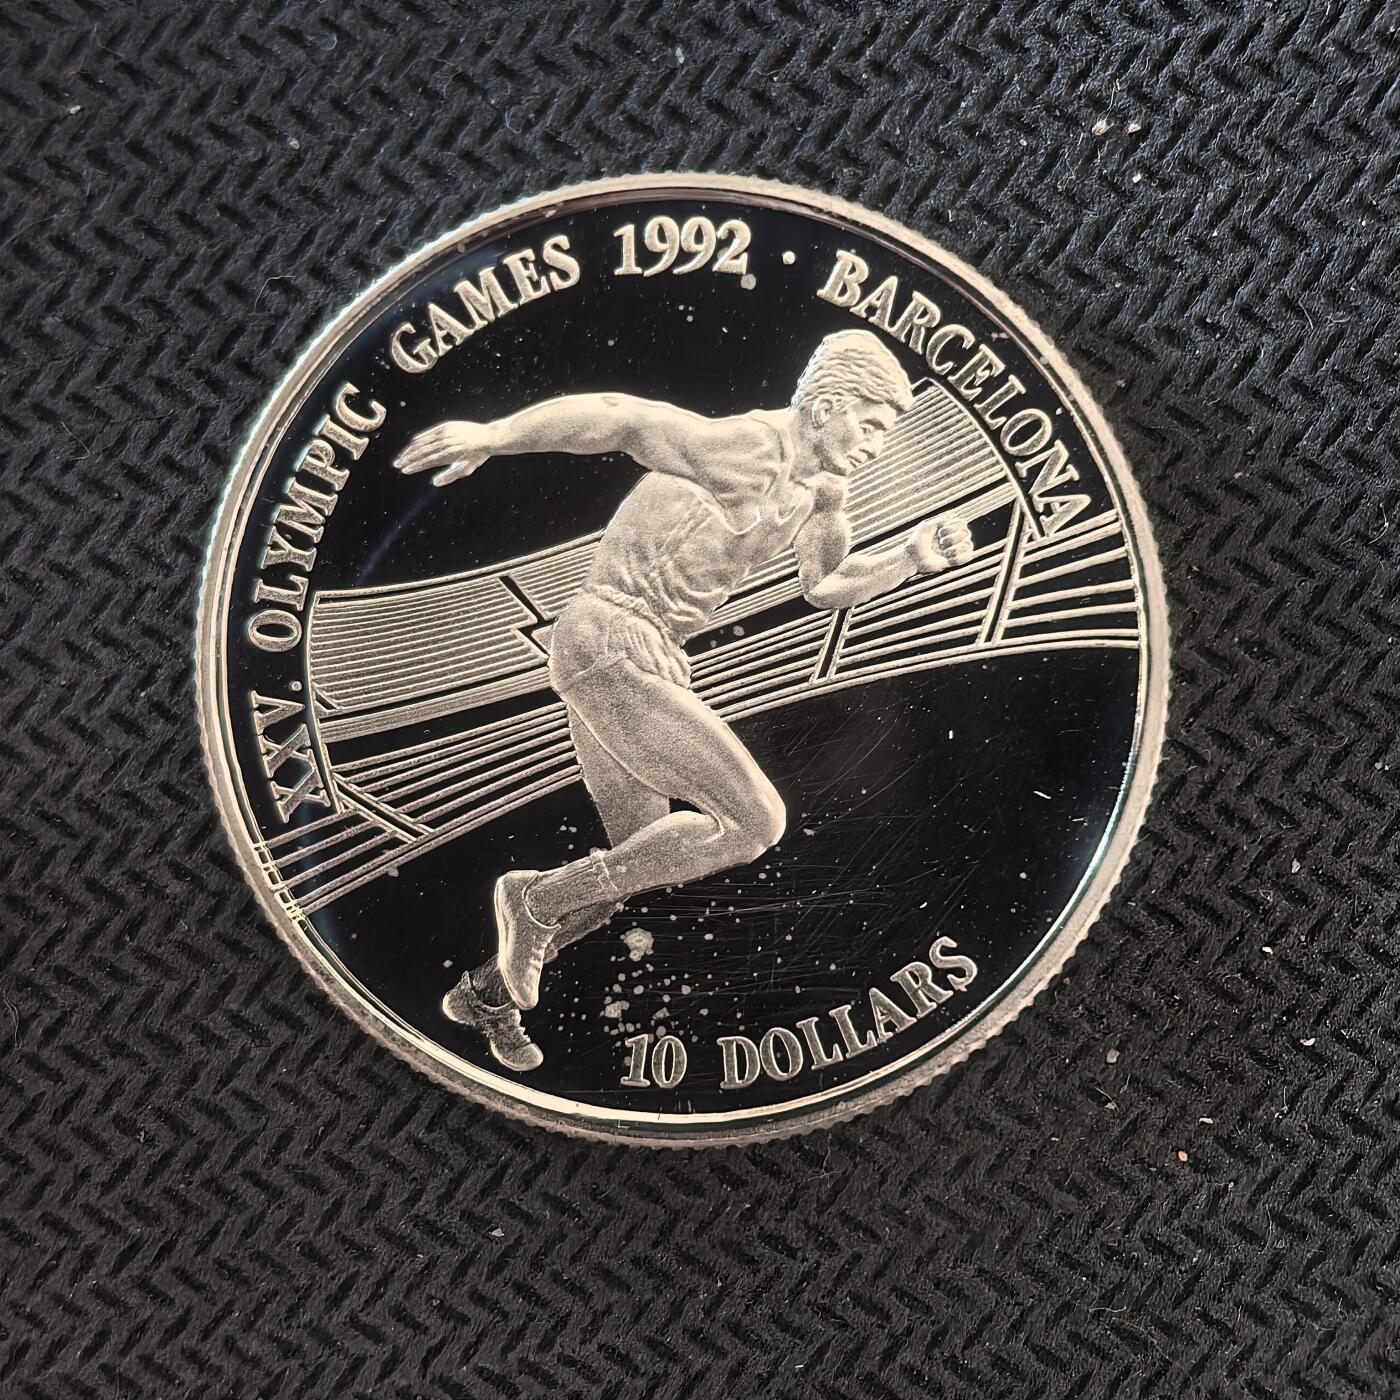 XXV. OLYMPIC GAMES 1992 · BARCELONA
10 DOLLARS